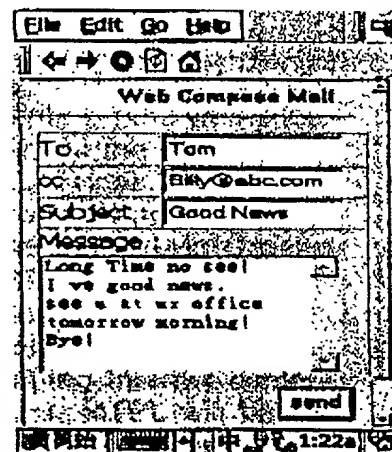 File Edit Go Help
Web Compose Mail
To: Tom
cc: Billy@abc.com
Subject: Good News
Message:
Long Time no see!
I ve good news.
see u at ur office
tomorrow morning!
Bye!
send
1:22a